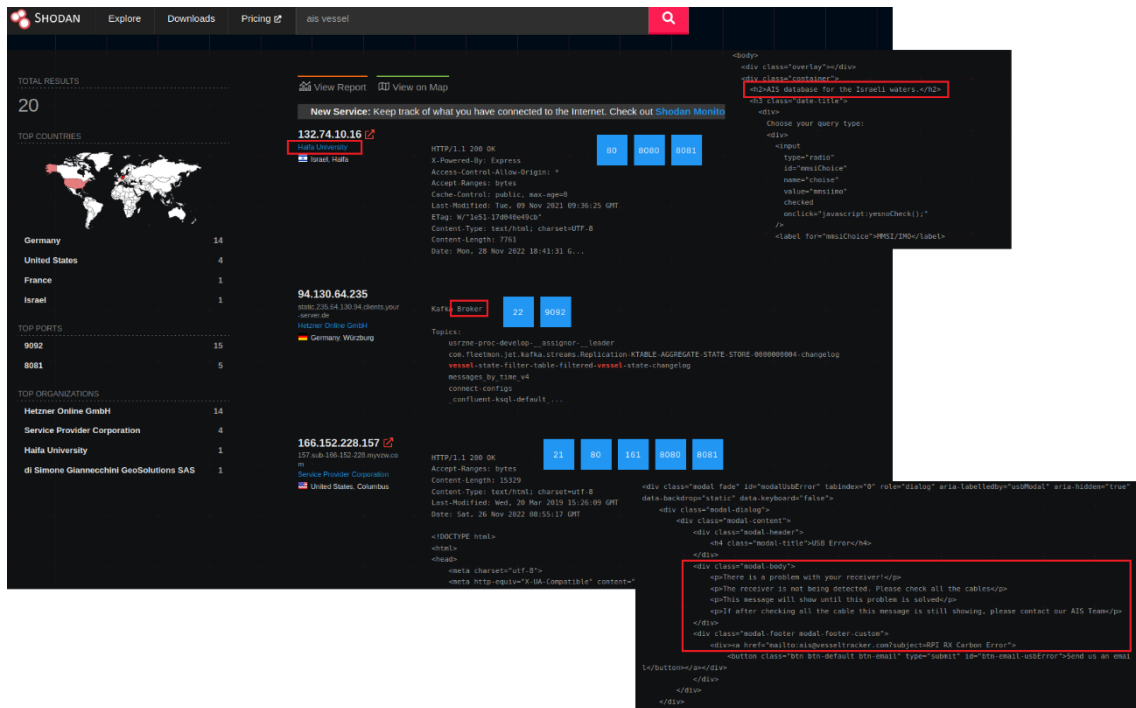 SHODAN Explore Downloads Pricing ais vessel
TOTAL RESULTS
20
TOP COUNTRIES
Germany 14
United States 4
France 1
Israel 1
TOP PORTS
9092 15
8081 5
TOP ORGANIZATIONS
Hetzner Online GmbH 14
Service Provider Corporation 4
Haifa University 1
di Simone Giannecchini GeoSolutions SAS 1
View Report View on Map
New Service: Keep track of what you have connected to the Internet. Check out Shodan Monito
132.74.10.16
Haifa University
Israel, Haifa
HTTP/1.1 200 OK
X-Powered-By: Express
Access-Control-Allow-Origin: *
Accept-Ranges: bytes
Cache-Control: public, max-age=0
Last-Modified: Tue, 09 Nov 2021 09:36:25 GMT
ETag: W/"1e51-17d040e49cb"
Content-Type: text/html; charset=UTF-8
Content-Length: 7761
Date: Mon, 28 Nov 2022 18:41:31 G...
80 8080 8081
94.130.64.235
static.235.64.130.94.clients.your
-server.de
Hetzner Online GmbH
Germany, Würzburg
Kafka Broker
22 9092
Topics:
usrzne-proc-develop-__assignor-__leader
com.fleetmon.jet.kafka.streams.Replication-KTABLE-AGGREGATE-STATE-STORE-0000000004-changelog
vessel-state-filter-table-filtered-vessel-state-changelog
messages_by_time_v4
connect-configs
_confluent-ksql-default_...
166.152.228.157
157.sub-166-152-228.myvzw.co
m
Service Provider Corporation
United States, Columbus
HTTP/1.1 200 OK
Accept-Ranges: bytes
Content-Length: 15329
Content-Type: text/html; charset=utf-8
Last-Modified: Wed, 20 Mar 2019 15:26:09 GMT
Date: Sat, 26 Nov 2022 08:55:17 GMT
<!DOCTYPE html>
<html>
<head>
<meta charset="utf-8">
<meta http-equiv="X-UA-Compatible" content="
21 80 161 8080 8081
<body>
<div class="overlay"></div>
<div class="container">
<h2>AIS database for the Israeli waters.</h2>
<h3 class="date-title">
<div>
Choose your query type:
<div>
<input
type="radio"
id="mmsiChoice"
name="choise"
value="mmsiimo"
checked
onclick="javascript:yesnoCheck();"
/>
<label for="mmsiChoice">MMSI/IMO</label>
<div class="modal fade" id="modalUsbError" tabindex="0" role="dialog" aria-labelledby="usbModal" aria-hidden="true"
data-backdrop="static" data-keyboard="false">
<div class="modal-dialog">
<div class="modal-content">
<div class="modal-header">
<h4 class="modal-title">USB Error</h4>
</div>
<div class="modal-body">
<p>There is a problem with your receiver!</p>
<p>The receiver is not being detected. Please check all the cables</p>
<p>This message will show until this problem is solved</p>
<p>If after checking all the cable this message is still showing, please contact our AIS Team</p>
</div>
<div class="modal-footer modal-footer-custom">
<div><a href="mailto:ais@vesseltracker.com?subject=RPI RX Carbon Error">
<button class="btn btn-default btn-email" type="submit" id="btn-email-usbError">Send us an emai
l</button></a></div>
</div>
</div>
</div>